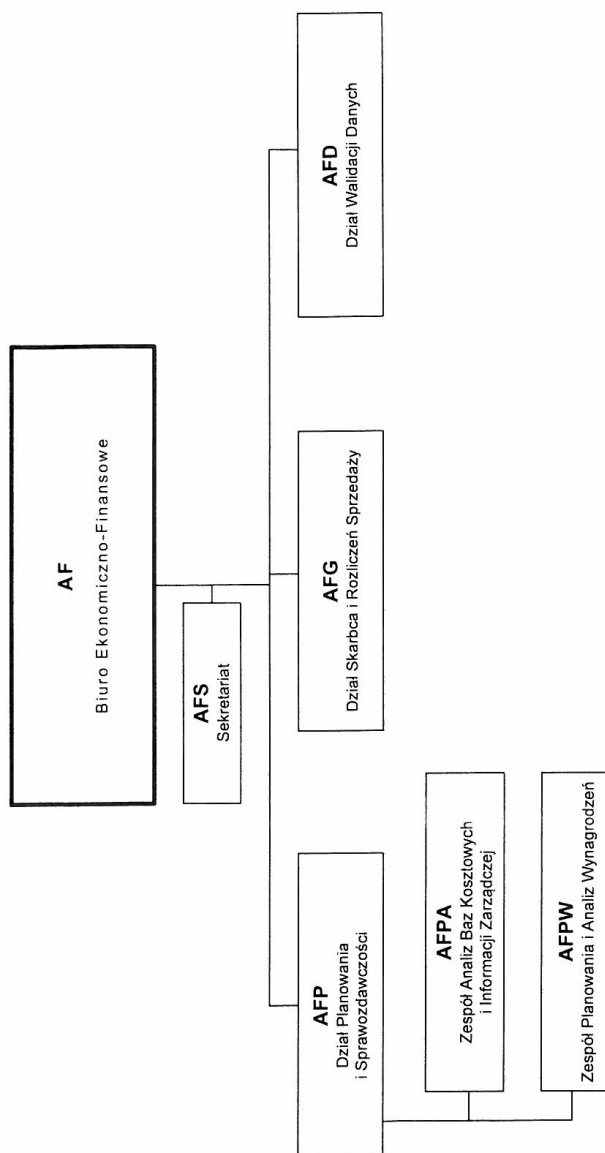 AF
Biuro Ekonomiczno-Finansowe
AFS
Sekretariat
AFP
Dział Planowania
i Sprawozdawczości
AFG
Dział Skarbca i Rozliczeń Sprzedaży
AFD
Dział Walidacji Danych
AFPA
Zespół Analiz Baz Kosztowych
i Informacji Zarządczej
AFPW
Zespół Planowania i Analiz Wynagrodzeń